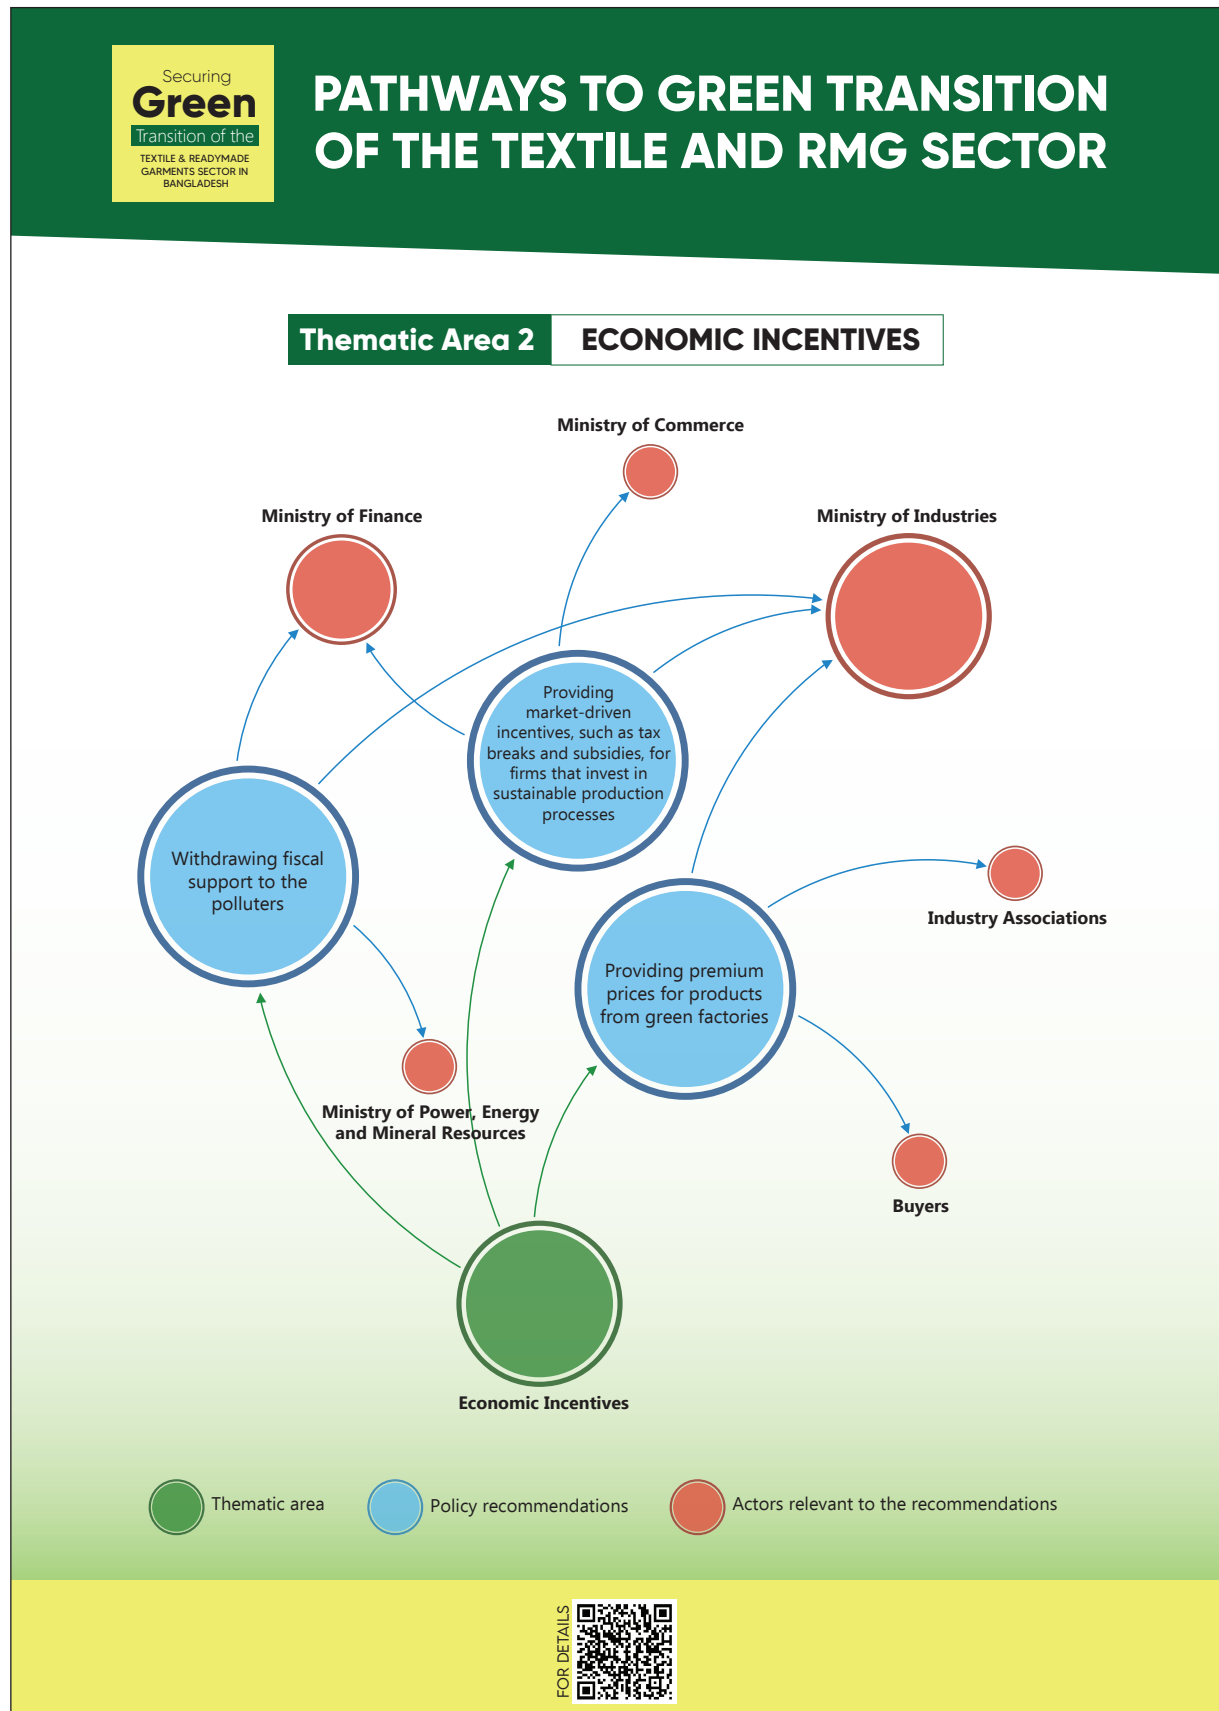 Securing
Green
Transition of the
TEXTILE & READYMADE
GARMENTS SECTOR IN
BANGLADESH
PATHWAYS TO GREEN TRANSITION
OF THE TEXTILE AND RMG SECTOR
Thematic Area 2
ECONOMIC INCENTIVES
Ministry of Commerce
Ministry of Finance
Ministry of Industries
Providing
market-driven
incentives, such as tax
breaks and subsidies, for
firms that invest in
sustainable production
processes
Withdrawing fiscal
support to the
polluters
Industry Associations
Providing premium
prices for products
from green factories
Ministry of Power, Energy
and Mineral Resources
Buyers
Economic Incentives
Thematic area
Policy recommendations
Actors relevant to the recommendations
FOR DETAILS